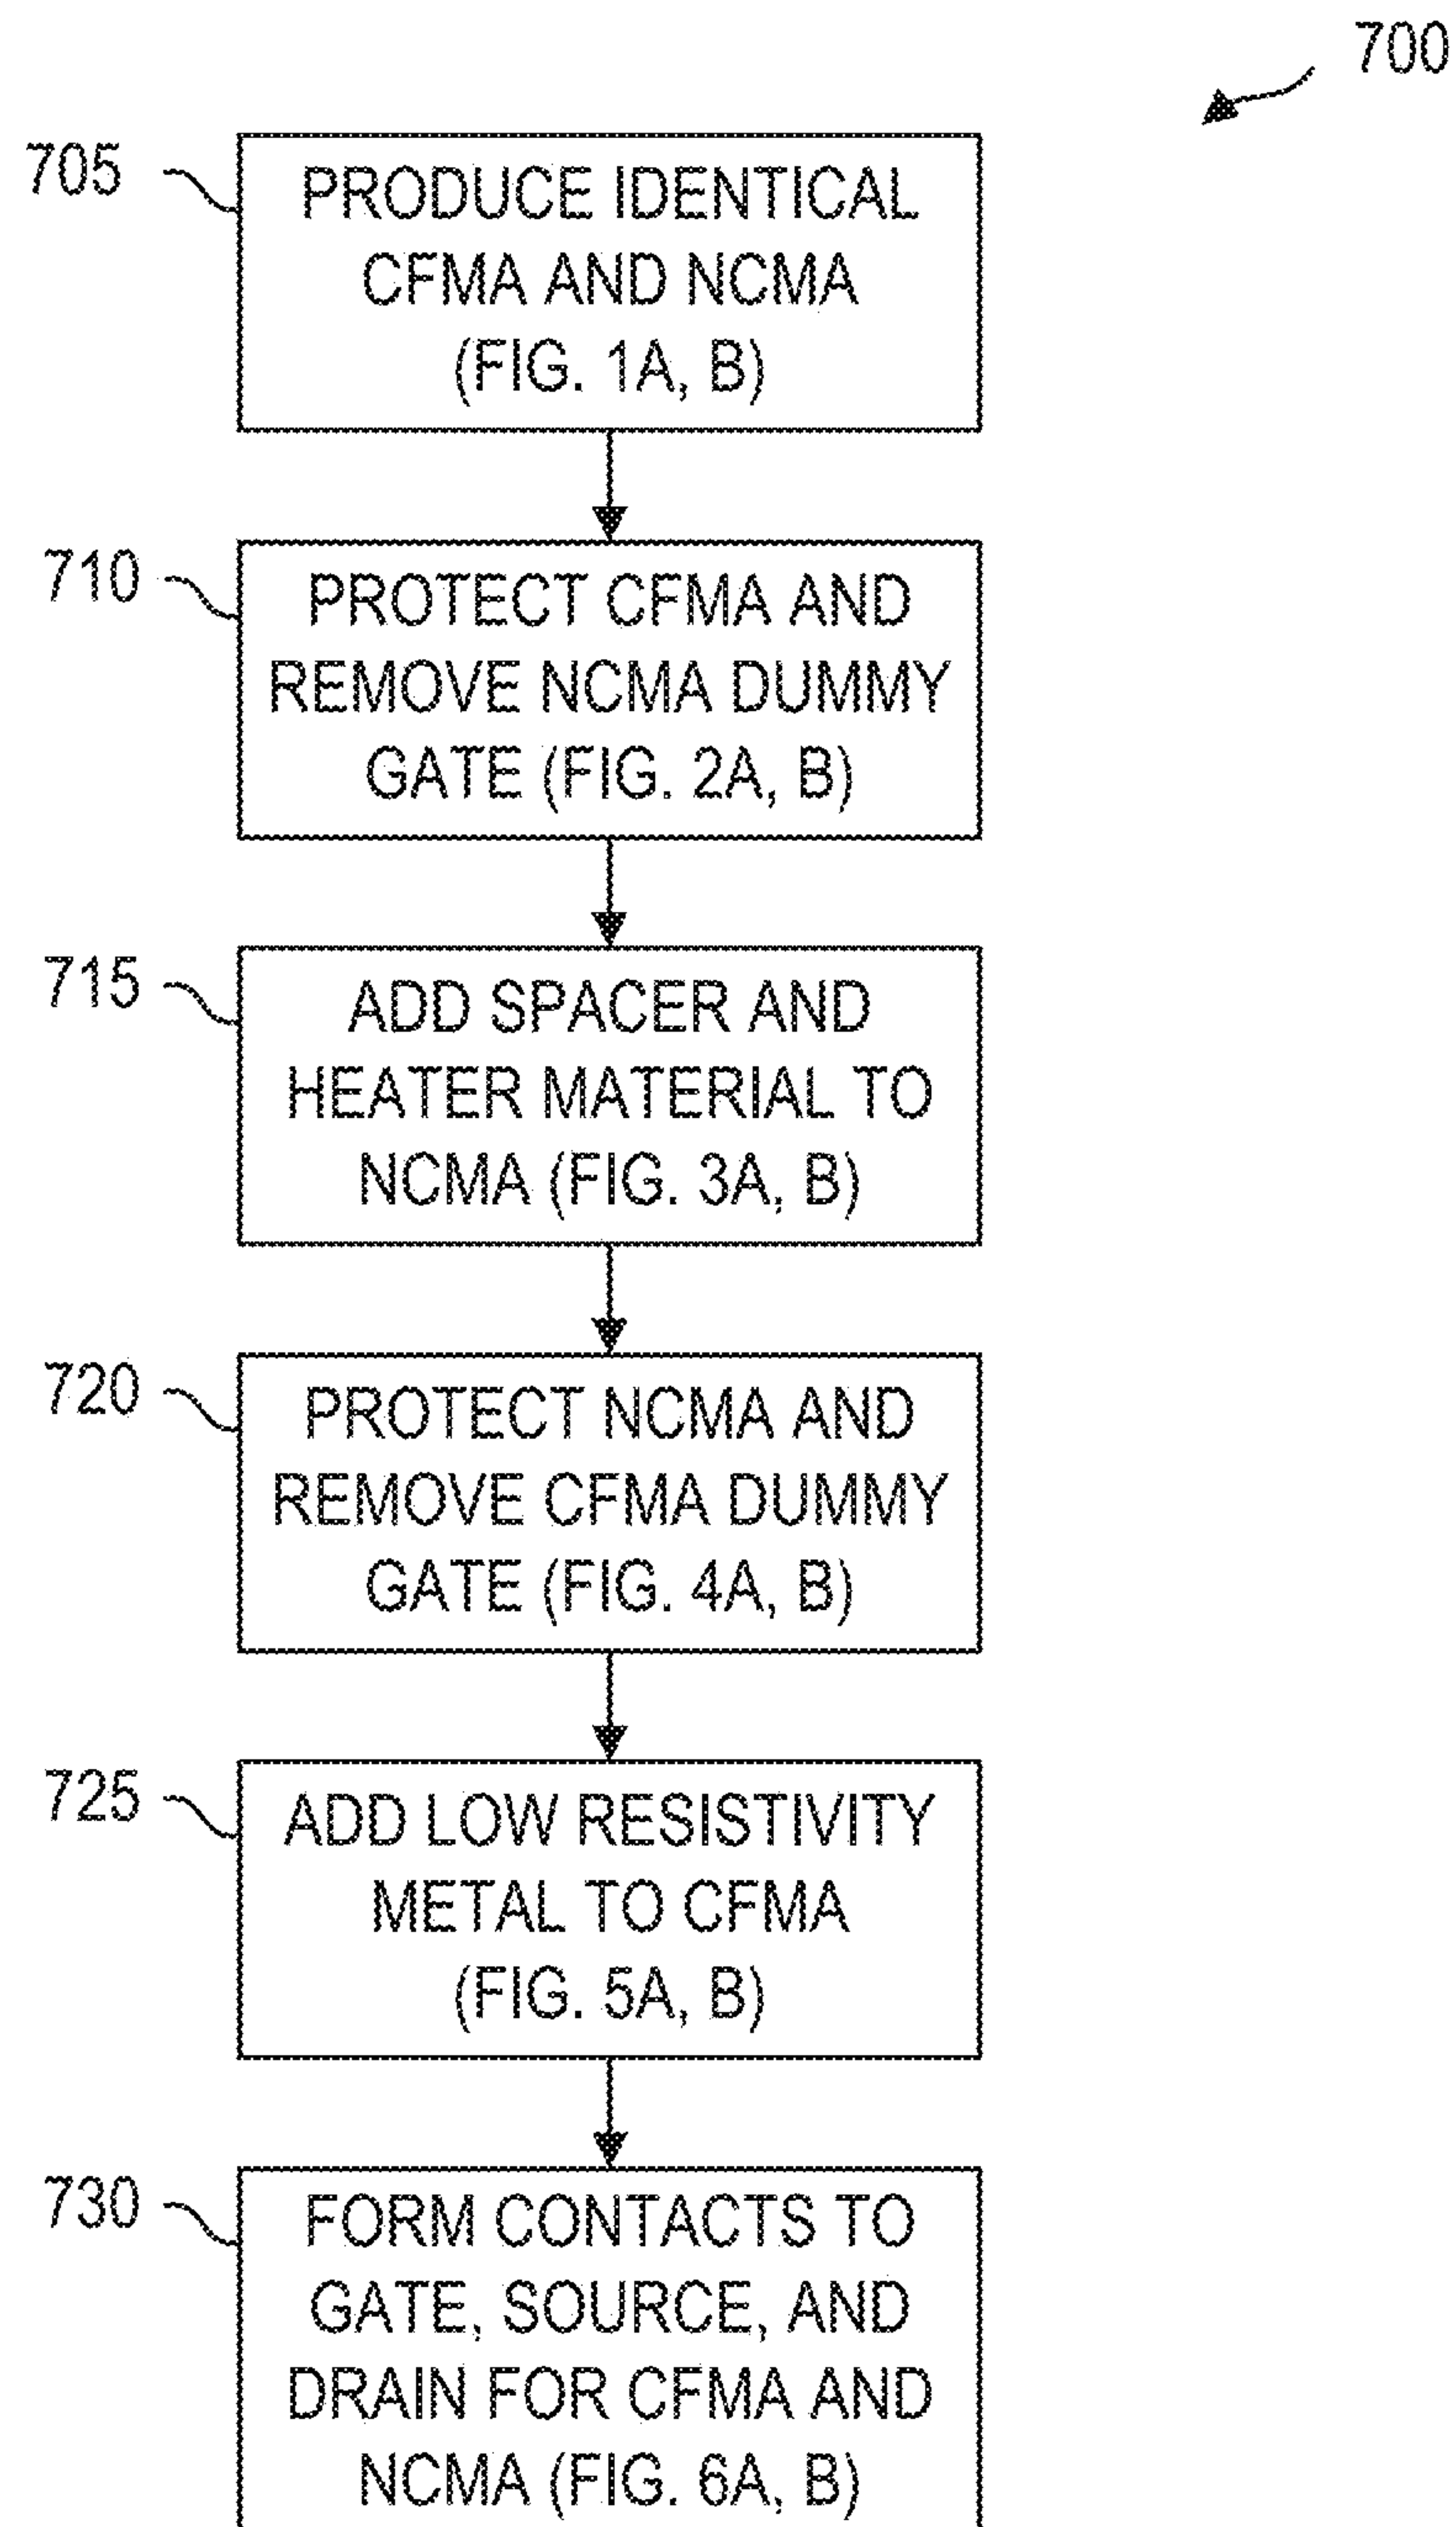 700
705
PRODUCE IDENTICAL
CFMA AND NCMA
(FIG. 1A, B)
710
PROTECT CFMA AND
REMOVE NCMA DUMMY
GATE (FIG. 2A, B)
715
ADD SPACER AND
HEATER MATERIAL TO
NCMA (FIG. 3A, B)
720
PROTECT NCMA AND
REMOVE CFMA DUMMY
GATE (FIG. 4A, B)
725
ADD LOW RESISTIVITY
METAL TO CFMA
(FIG. 5A, B)
730
FORM CONTACTS TO
GATE, SOURCE, AND
DRAIN FOR CFMA AND
NCMA (FIG. 6A, B)